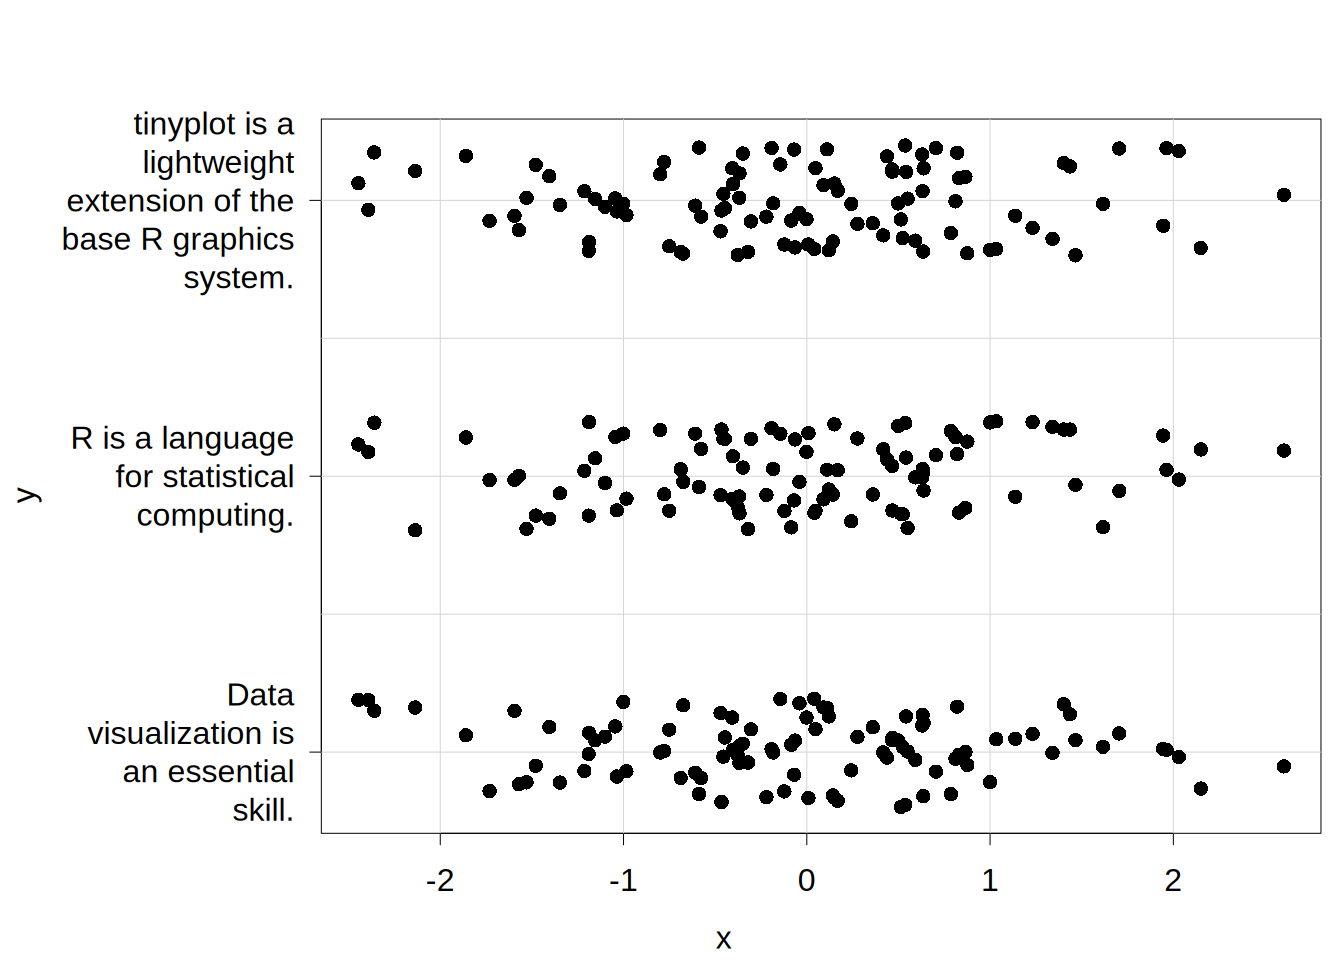 tinyplot is a
lightweight
extension of the
base R graphics
system.
R is a language
for statistical
computing.
y
Data
visualization is
an essential
skill.
-2 -1 0 1 2
x